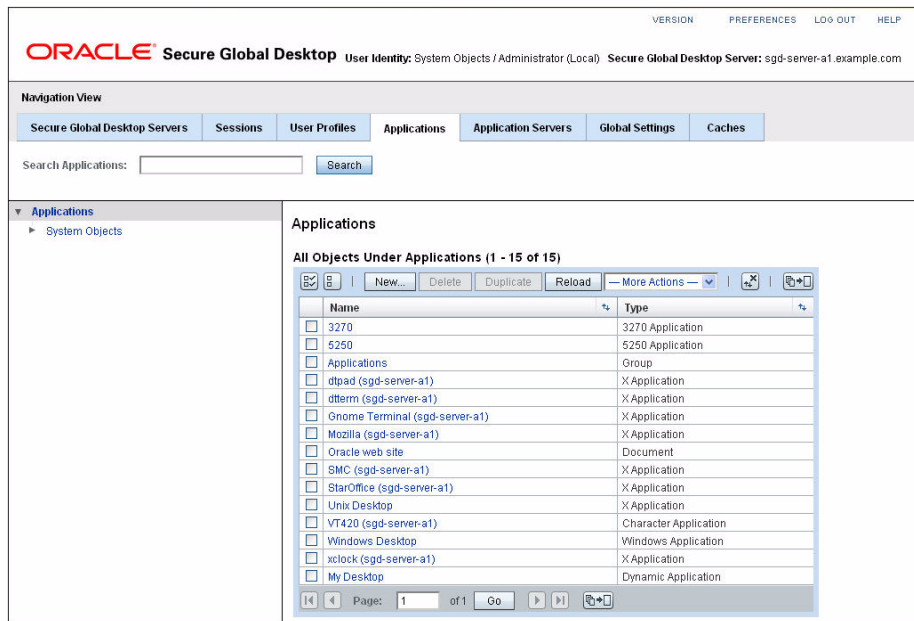 VERSION PREFERENCES LOG OUT HELP
ORACLE Secure Global Desktop User Identity: System Objects / Administrator (Local) Secure Global Desktop Server: sgd-server-a1.example.com
Navigation View
Secure Global Desktop Servers Sessions User Profiles Applications Application Servers Global Settings Caches
Search Applications: Search
Applications
System Objects
Applications
All Objects Under Applications (1 - 15 of 15)
New... Delete Duplicate Reload — More Actions —
Name Type
3270 3270 Application
5250 5250 Application
Applications Group
dtpad (sgd-server-a1) X Application
dtterm (sgd-server-a1) X Application
Gnome Terminal (sgd-server-a1) X Application
Mozilla (sgd-server-a1) X Application
Oracle web site Document
SMC (sgd-server-a1) X Application
StarOffice (sgd-server-a1) X Application
Unix Desktop X Application
VT420 (sgd-server-a1) Character Application
Windows Desktop Windows Application
xclock (sgd-server-a1) X Application
My Desktop Dynamic Application
Page: 1 of 1 Go